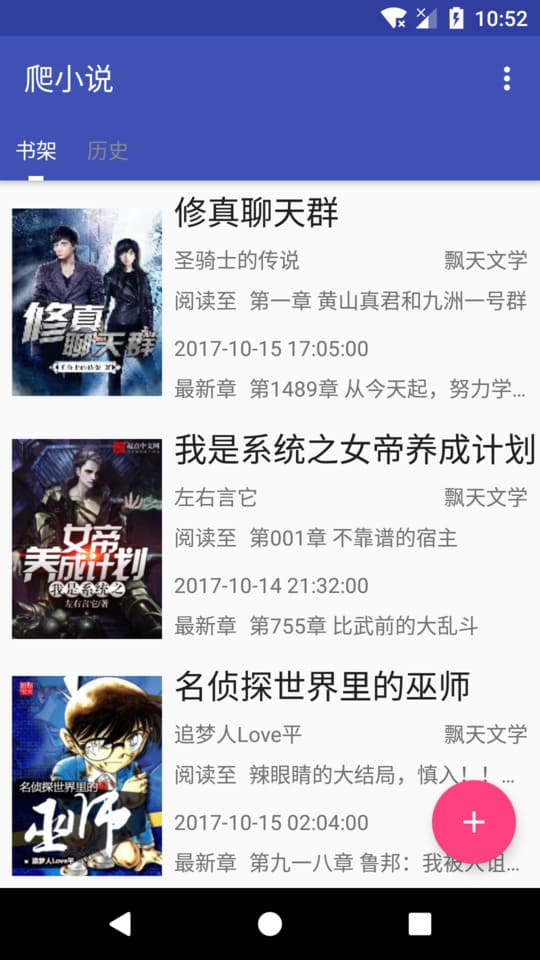 10:52
爬小说
书架 历史
修真聊天群
圣骑士的传说 飘天文学
阅读至 第一章 黄山真君和九洲一号群
2017-10-15 17:05:00
最新章 第1489章 从今天起，努力学…
修真
聊天群
起点中文网
我是系统之女帝养成计划
左右言它 飘天文学
阅读至 第001章 不靠谱的宿主
2017-10-14 21:32:00
最新章 第755章 比武前的大乱斗
女帝
养成计划
我是系统之
左右言它/著
名侦探世界里的巫师
追梦人Love平 飘天文学
阅读至 辣眼睛的大结局，慎入！！…
2017-10-15 02:04:00
最新章 第九一八章 鲁邦：我被人诅…
名侦探世界里的
巫师
追梦人Love平